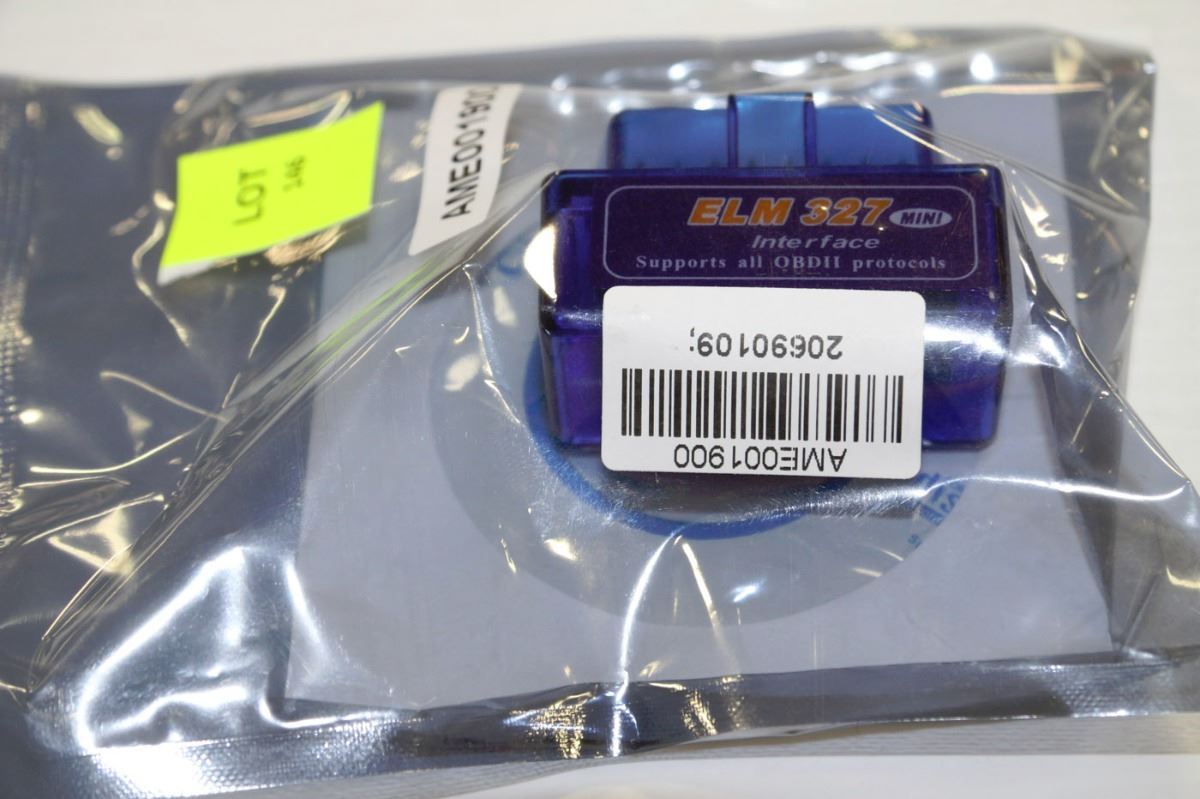 LOT
146
AME001900
ELM 327 MINI
Interface
Supports all OBDII protocols
20690109;
AME001900